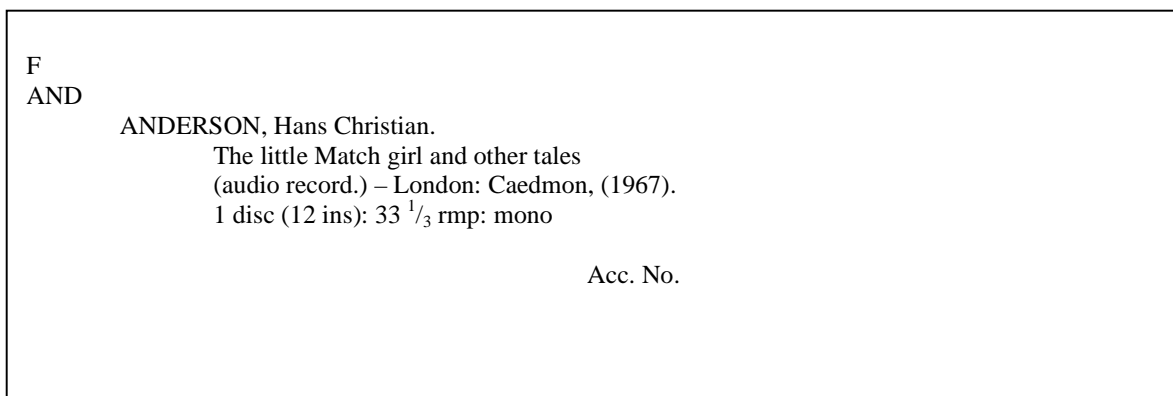 F
AND
ANDERSON, Hans Christian.
The little Match girl and other tales
(audio record.) – London: Caedmon, (1967).
1 disc (12 ins): 33 1/3 rmp: mono
Acc. No.